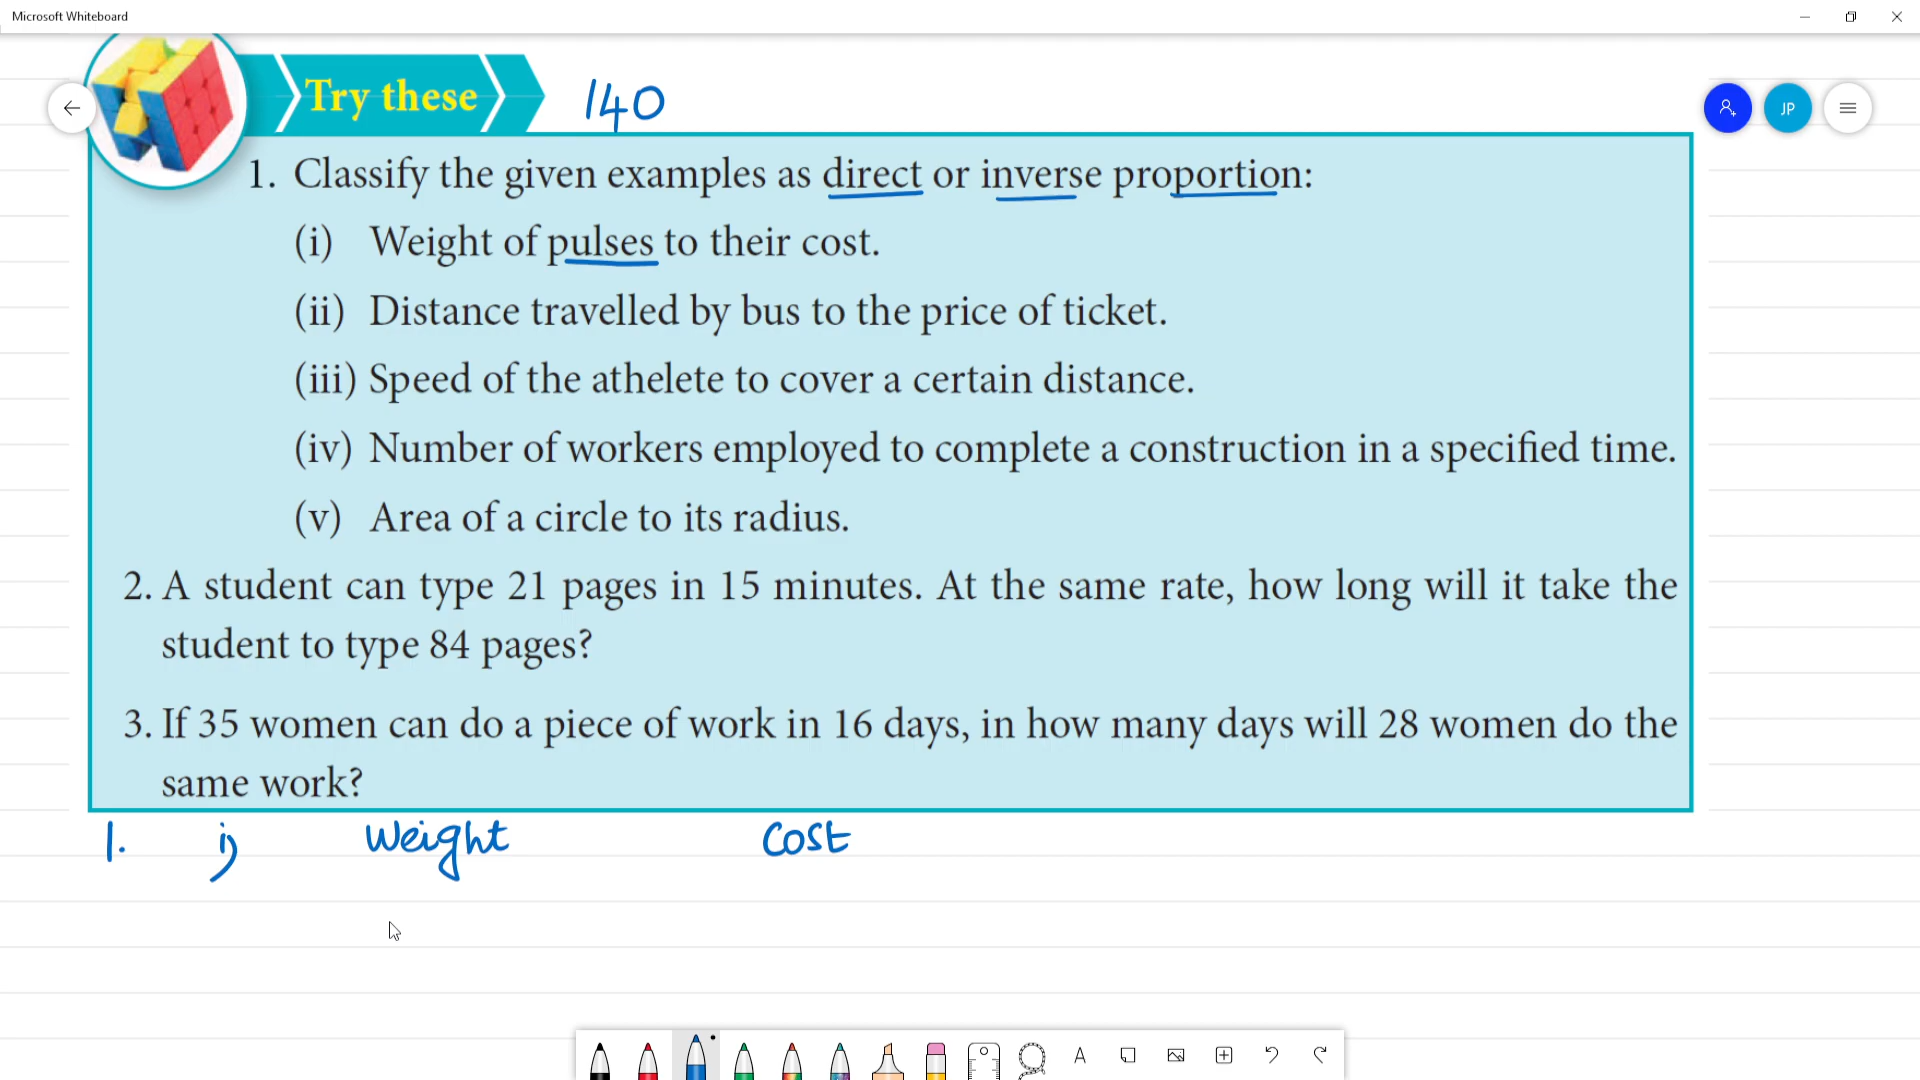 Microsoft Whiteboard
Try these 140
JP
1. Classify the given examples as direct or inverse proportion:
(i) Weight of pulses to their cost.
(ii) Distance travelled by bus to the price of ticket.
(iii) Speed of the athelete to cover a certain distance.
(iv) Number of workers employed to complete a construction in a specified time.
(v) Area of a circle to its radius.
2. A student can type 21 pages in 15 minutes. At the same rate, how long will it take the
student to type 84 pages?
3. If 35 women can do a piece of work in 16 days, in how many days will 28 women do the
same work?
1. i) Weight Cost